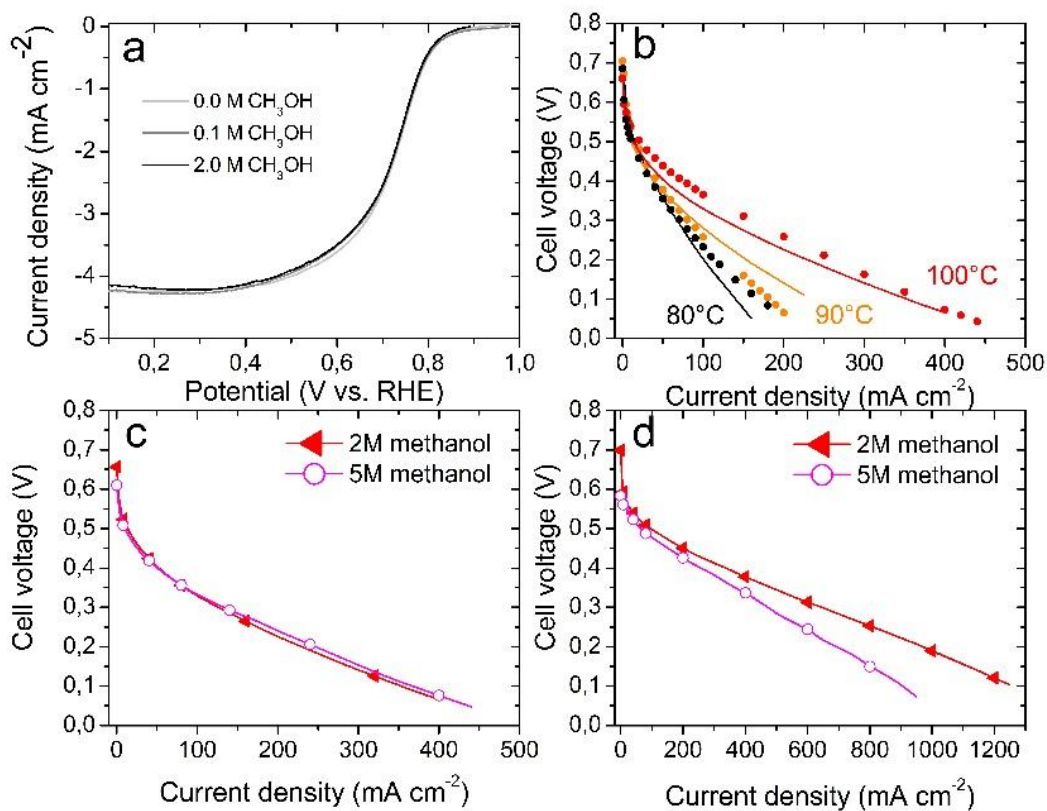 a
0
-1
-2
-3
-4
-5
Current density (mA cm-2)
0.0 M CH3OH
0.1 M CH3OH
2.0 M CH3OH
0,2 0,4 0,6 0,8 1,0
Potential (V vs. RHE)
b
0,8
0,7
0,6
0,5
0,4
0,3
0,2
0,1
0,0
Cell voltage (V)
100°C
90°C
80°C
0 100 200 300 400 500
Current density (mA cm-2)
c
0,8
0,7
0,6
0,5
0,4
0,3
0,2
0,1
0,0
Cell voltage (V)
2M methanol
5M methanol
0 100 200 300 400 500
Current density (mA cm-2)
d
0,8
0,7
0,6
0,5
0,4
0,3
0,2
0,1
0,0
Cell voltage (V)
2M methanol
5M methanol
0 200 400 600 800 1000 1200
Current density (mA cm-2)